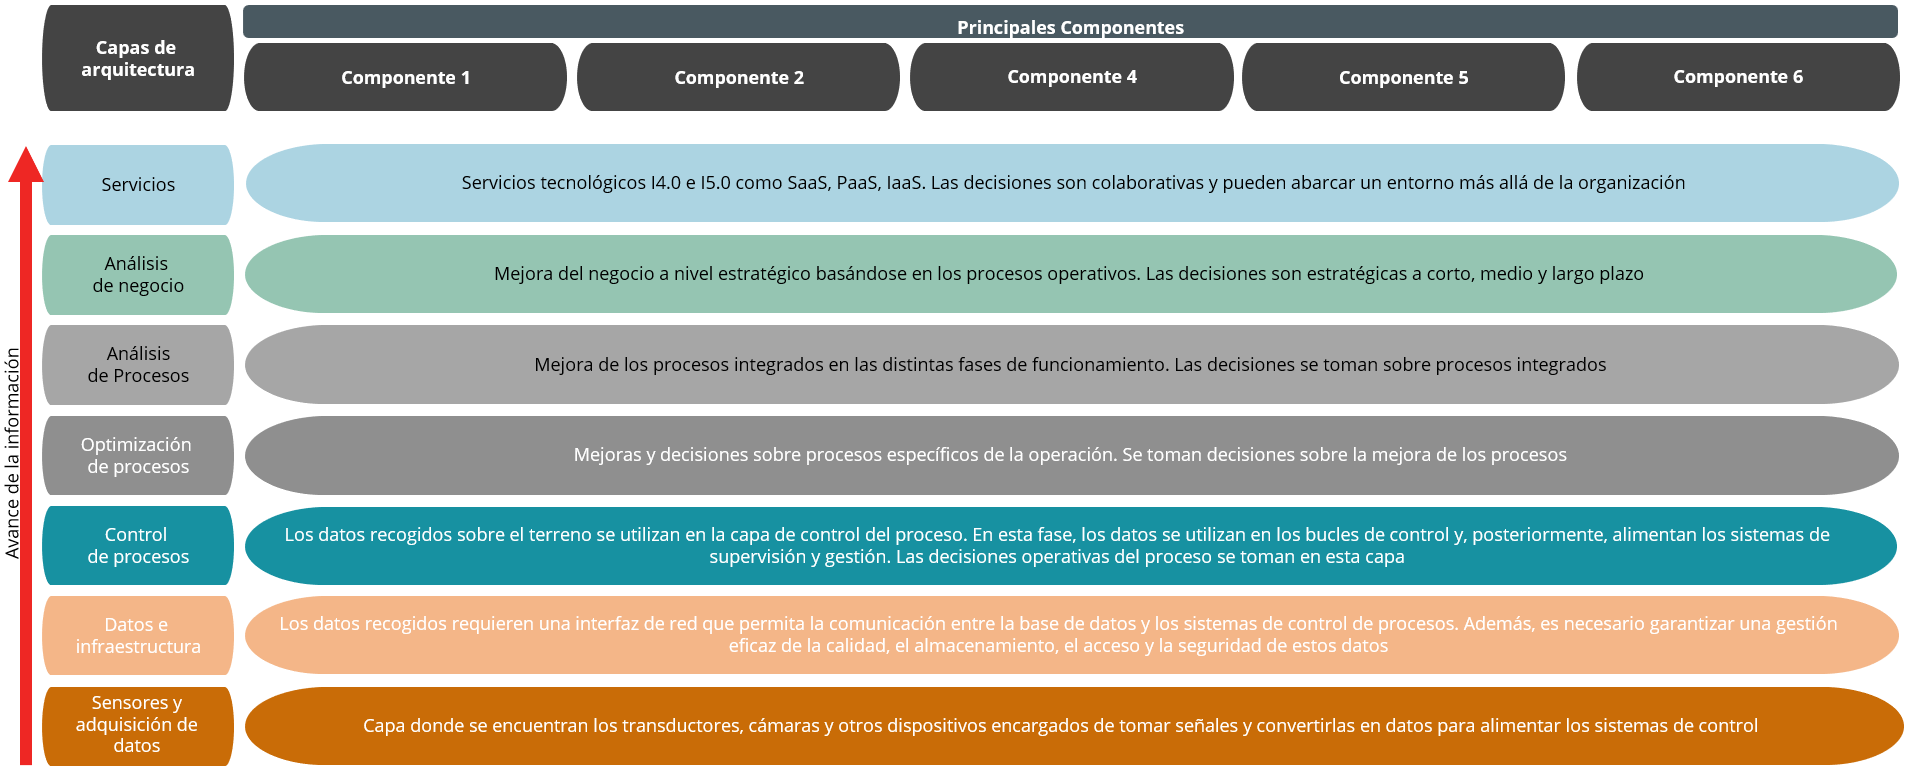 Capas de
arquitectura
Principales Componentes
Componente 1
Componente 2
Componente 4
Componente 5
Componente 6
Avance de la información
Servicios
Servicios tecnológicos I4.0 e I5.0 como SaaS, PaaS, IaaS. Las decisiones son colaborativas y pueden abarcar un entorno más allá de la organización
Análisis
de negocio
Mejora del negocio a nivel estratégico basándose en los procesos operativos. Las decisiones son estratégicas a corto, medio y largo plazo
Análisis
de Procesos
Mejora de los procesos integrados en las distintas fases de funcionamiento. Las decisiones se toman sobre procesos integrados
Optimización
de procesos
Mejoras y decisiones sobre procesos específicos de la operación. Se toman decisiones sobre la mejora de los procesos
Control
de procesos
Los datos recogidos sobre el terreno se utilizan en la capa de control del proceso. En esta fase, los datos se utilizan en los bucles de control y, posteriormente, alimentan los sistemas de
supervisión y gestión. Las decisiones operativas del proceso se toman en esta capa
Datos e
infraestructura
Los datos recogidos requieren una interfaz de red que permita la comunicación entre la base de datos y los sistemas de control de procesos. Además, es necesario garantizar una gestión
eficaz de la calidad, el almacenamiento, el acceso y la seguridad de estos datos
Sensores y
adquisición de
datos
Capa donde se encuentran los transductores, cámaras y otros dispositivos encargados de tomar señales y convertirlas en datos para alimentar los sistemas de control